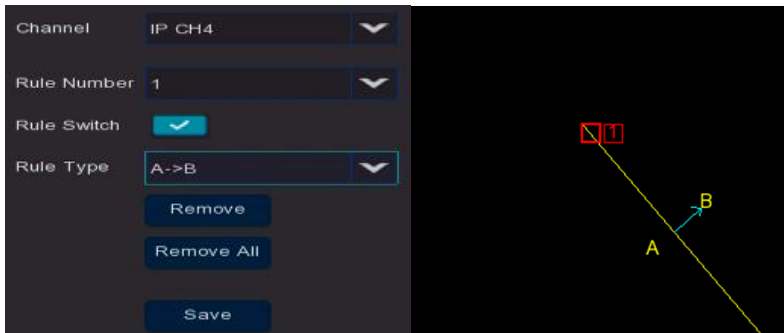 Channel IP CH4
Rule Number 1
Rule Switch
Rule Type A->B
Remove
Remove All
Save
1
B
A